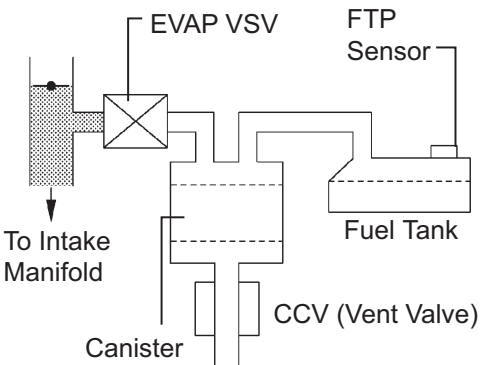 EVAP VSV
FTP
Sensor
To Intake
Manifold
Fuel Tank
CCV (Vent Valve)
Canister